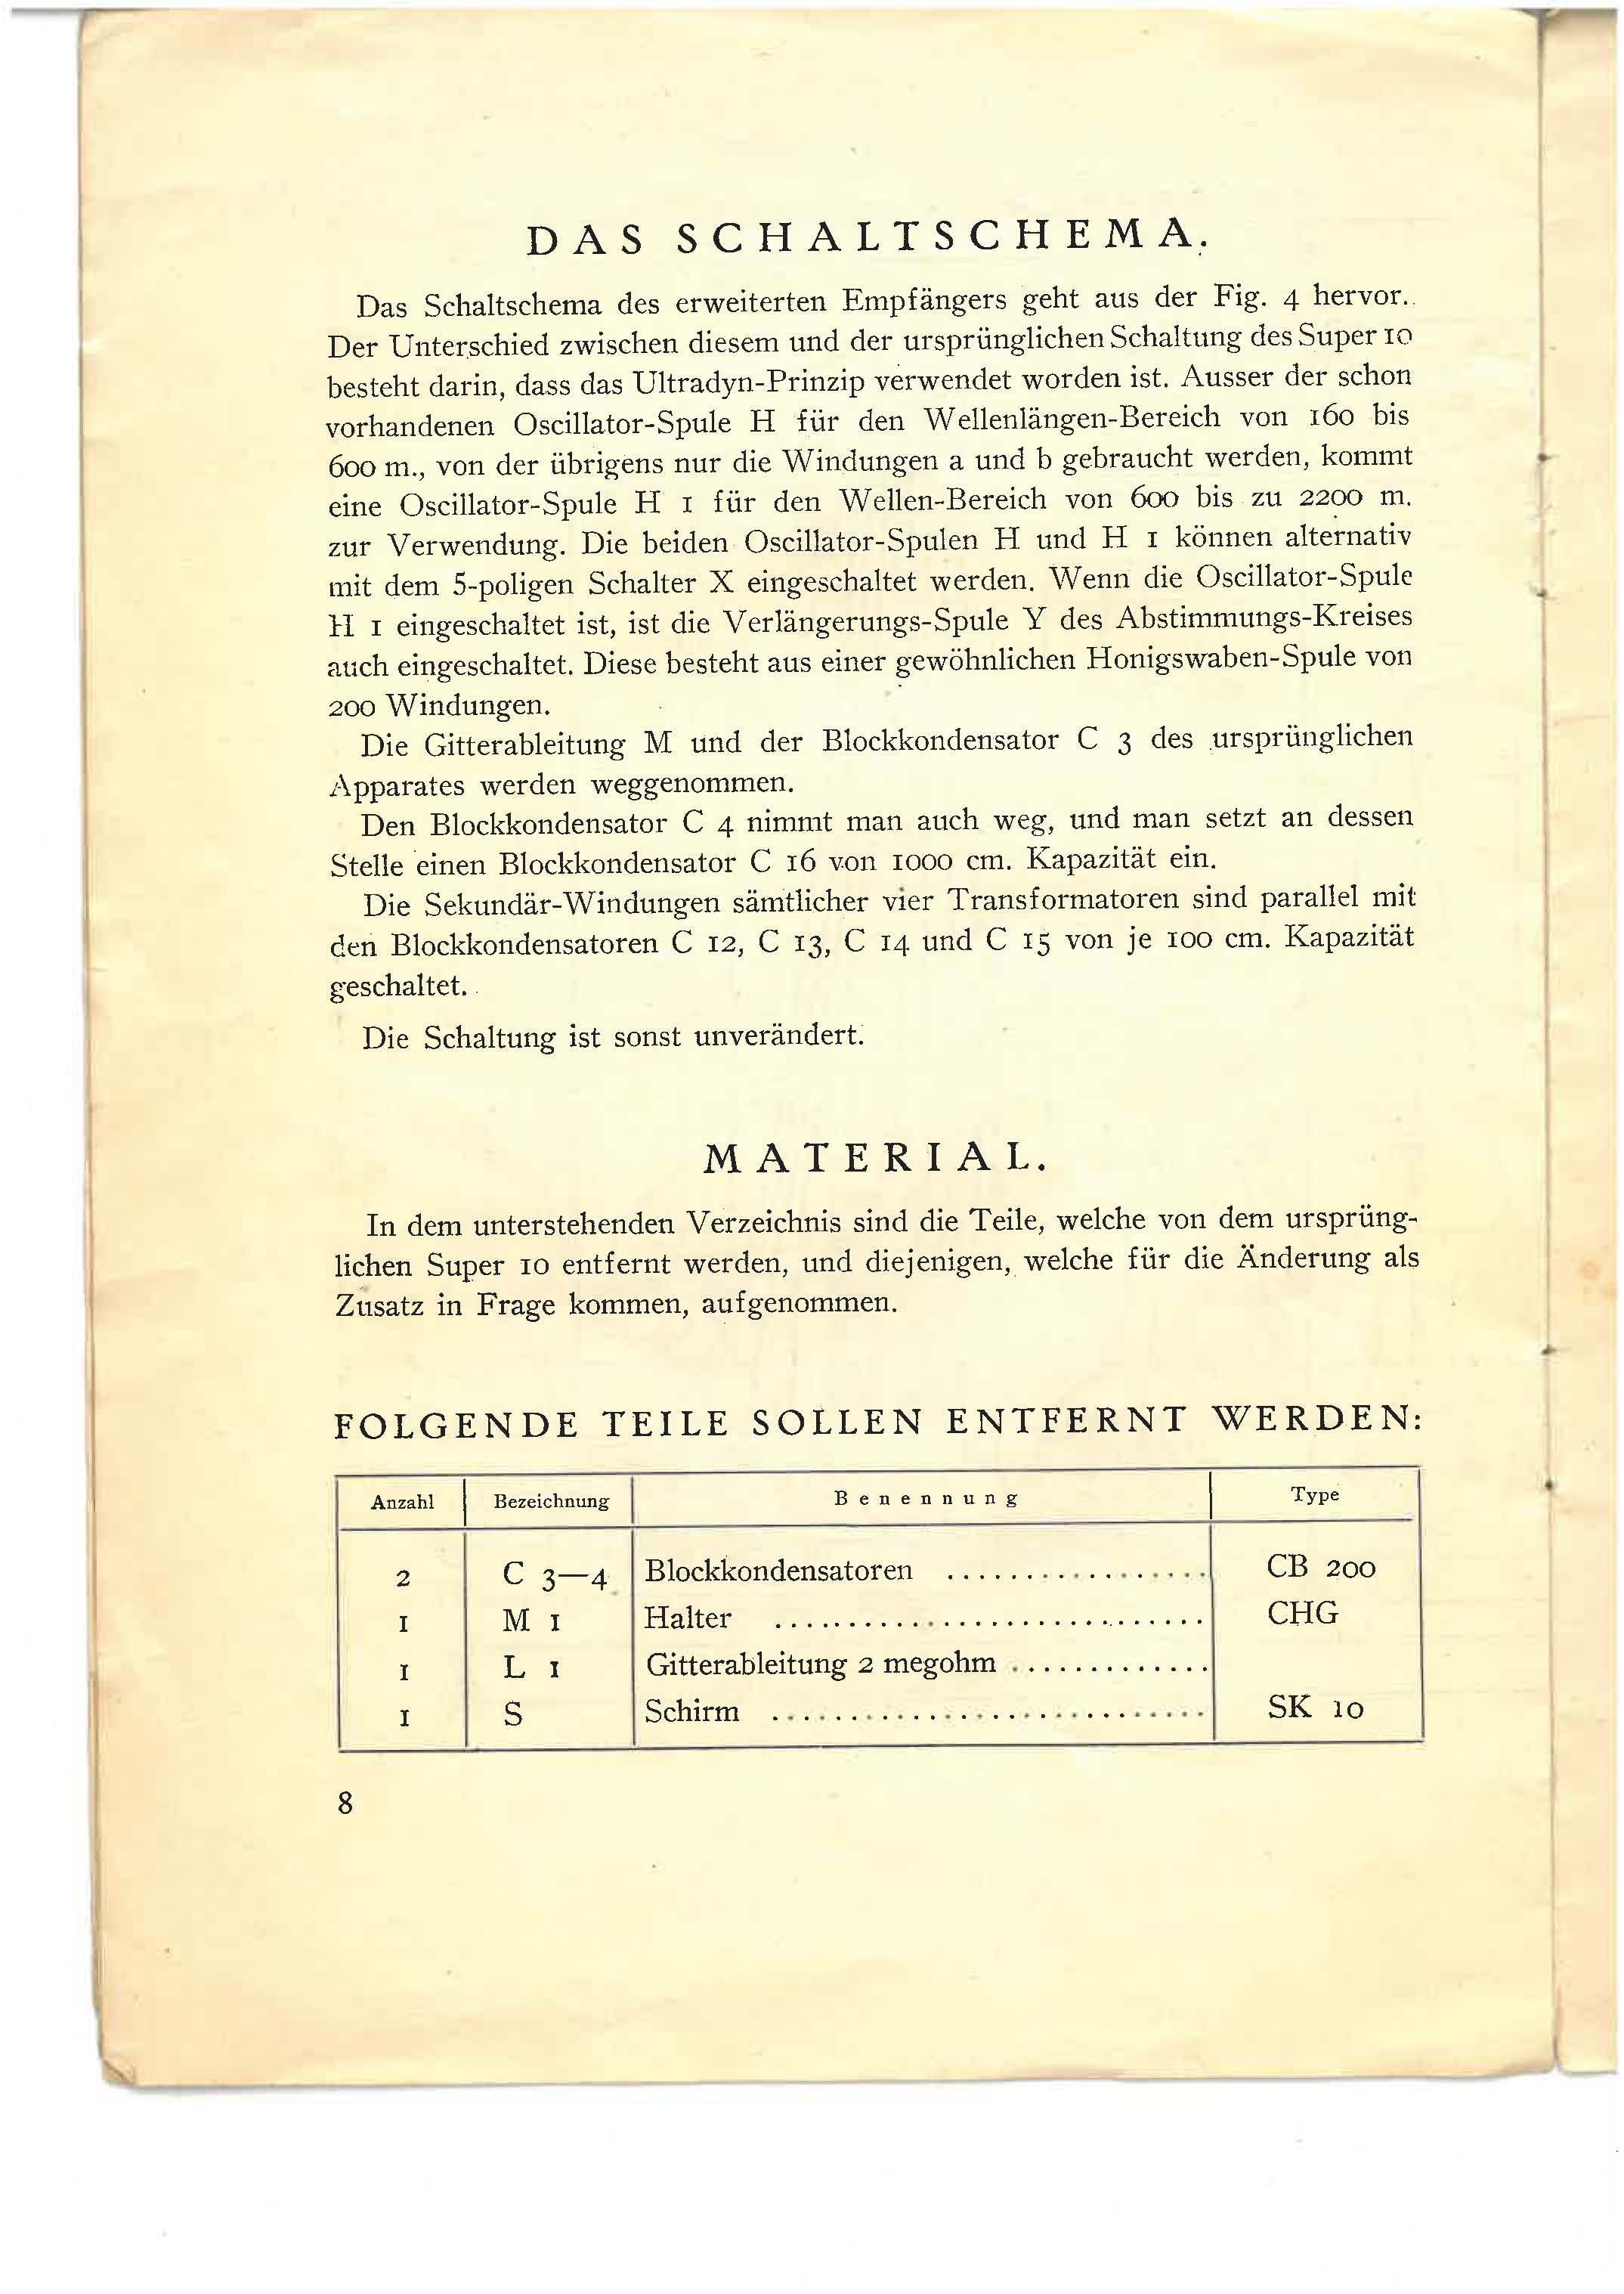 DAS SCHALTSCHEMA.
Das Schaltschema des erweiterten Empfängers geht aus der Fig. 4 hervor.
Der Unterschied zwischen diesem und der ursprünglichen Schaltung des Super 10
besteht darin, dass das Ultradyn-Prinzip verwendet worden ist. Ausser der schon
vorhandenen Oscillator-Spule H für den Wellenlängen-Bereich von 160 bis
600 m., von der übrigens nur die Windungen a und b gebraucht werden, kommt
eine Oscillator-Spule H 1 für den Wellen-Bereich von 600 bis zu 2200 m.
zur Verwendung. Die beiden Oscillator-Spulen H und H 1 können alternativ
mit dem 5-poligen Schalter X eingeschaltet werden. Wenn die Oscillator-Spule
H 1 eingeschaltet ist, ist die Verlängerungs-Spule Y des Abstimmungs-Kreises
auch eingeschaltet. Diese besteht aus einer gewöhnlichen Honigswaben-Spule von
200 Windungen.
Die Gitterableitung M und der Blockkondensator C 3 des ursprünglichen
Apparates werden weggenommen.
Den Blockkondensator C 4 nimmt man auch weg, und man setzt an dessen
Stelle einen Blockkondensator C 16 von 1000 cm. Kapazität ein.
Die Sekundär-Windungen sämtlicher vier Transformatoren sind parallel mit
den Blockkondensatoren C 12, C 13, C 14 und C 15 von je 100 cm. Kapazität
geschaltet.
Die Schaltung ist sonst unverändert.
MATERIAL.
In dem unterstehenden Verzeichnis sind die Teile, welche von dem ursprüng-
lichen Super 10 entfernt werden, und diejenigen, welche für die Änderung als
Zusatz in Frage kommen, aufgenommen.
FOLGENDE TEILE SOLLEN ENTFERNT WERDEN:
Anzahl Bezeichnung Benennung Type
2 C 3—4 Blockkondensatoren ................. CB 200
1 M 1 Halter ............................ CHG
1 L 1 Gitterableitung 2 megohm .............
1 S Schirm ............................ SK 10
8